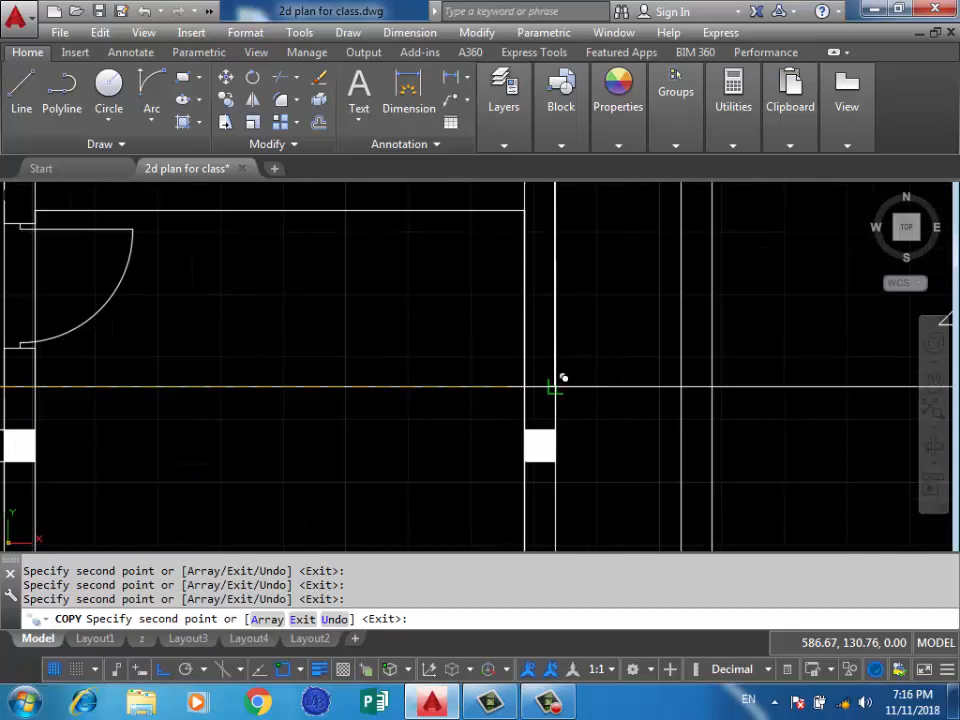 2d plan for class.dwg
Type a keyword or phrase
Sign In
File Edit View Insert Format Tools Draw Dimension Modify Parametric Window Help Express
Home Insert Annotate Parametric View Manage Output Add-ins A360 Express Tools Featured Apps BIM 360 Performance
Line Polyline Circle Arc Text Dimension Layers Block Properties Groups Utilities Clipboard View
Draw Modify Annotation
Start 2d plan for class*
N
W TOP E
S
WCS
Y
X
Specify second point or [Array/Exit/Undo] <Exit>:
Specify second point or [Array/Exit/Undo] <Exit>:
Specify second point or [Array/Exit/Undo] <Exit>:
COPY Specify second point or [Array Exit Undo] <Exit>:
Model Layout1 z Layout3 Layout4 Layout2
586.67, 130.76, 0.00 MODEL
1:1 Decimal
EN
7:16 PM
11/11/2018